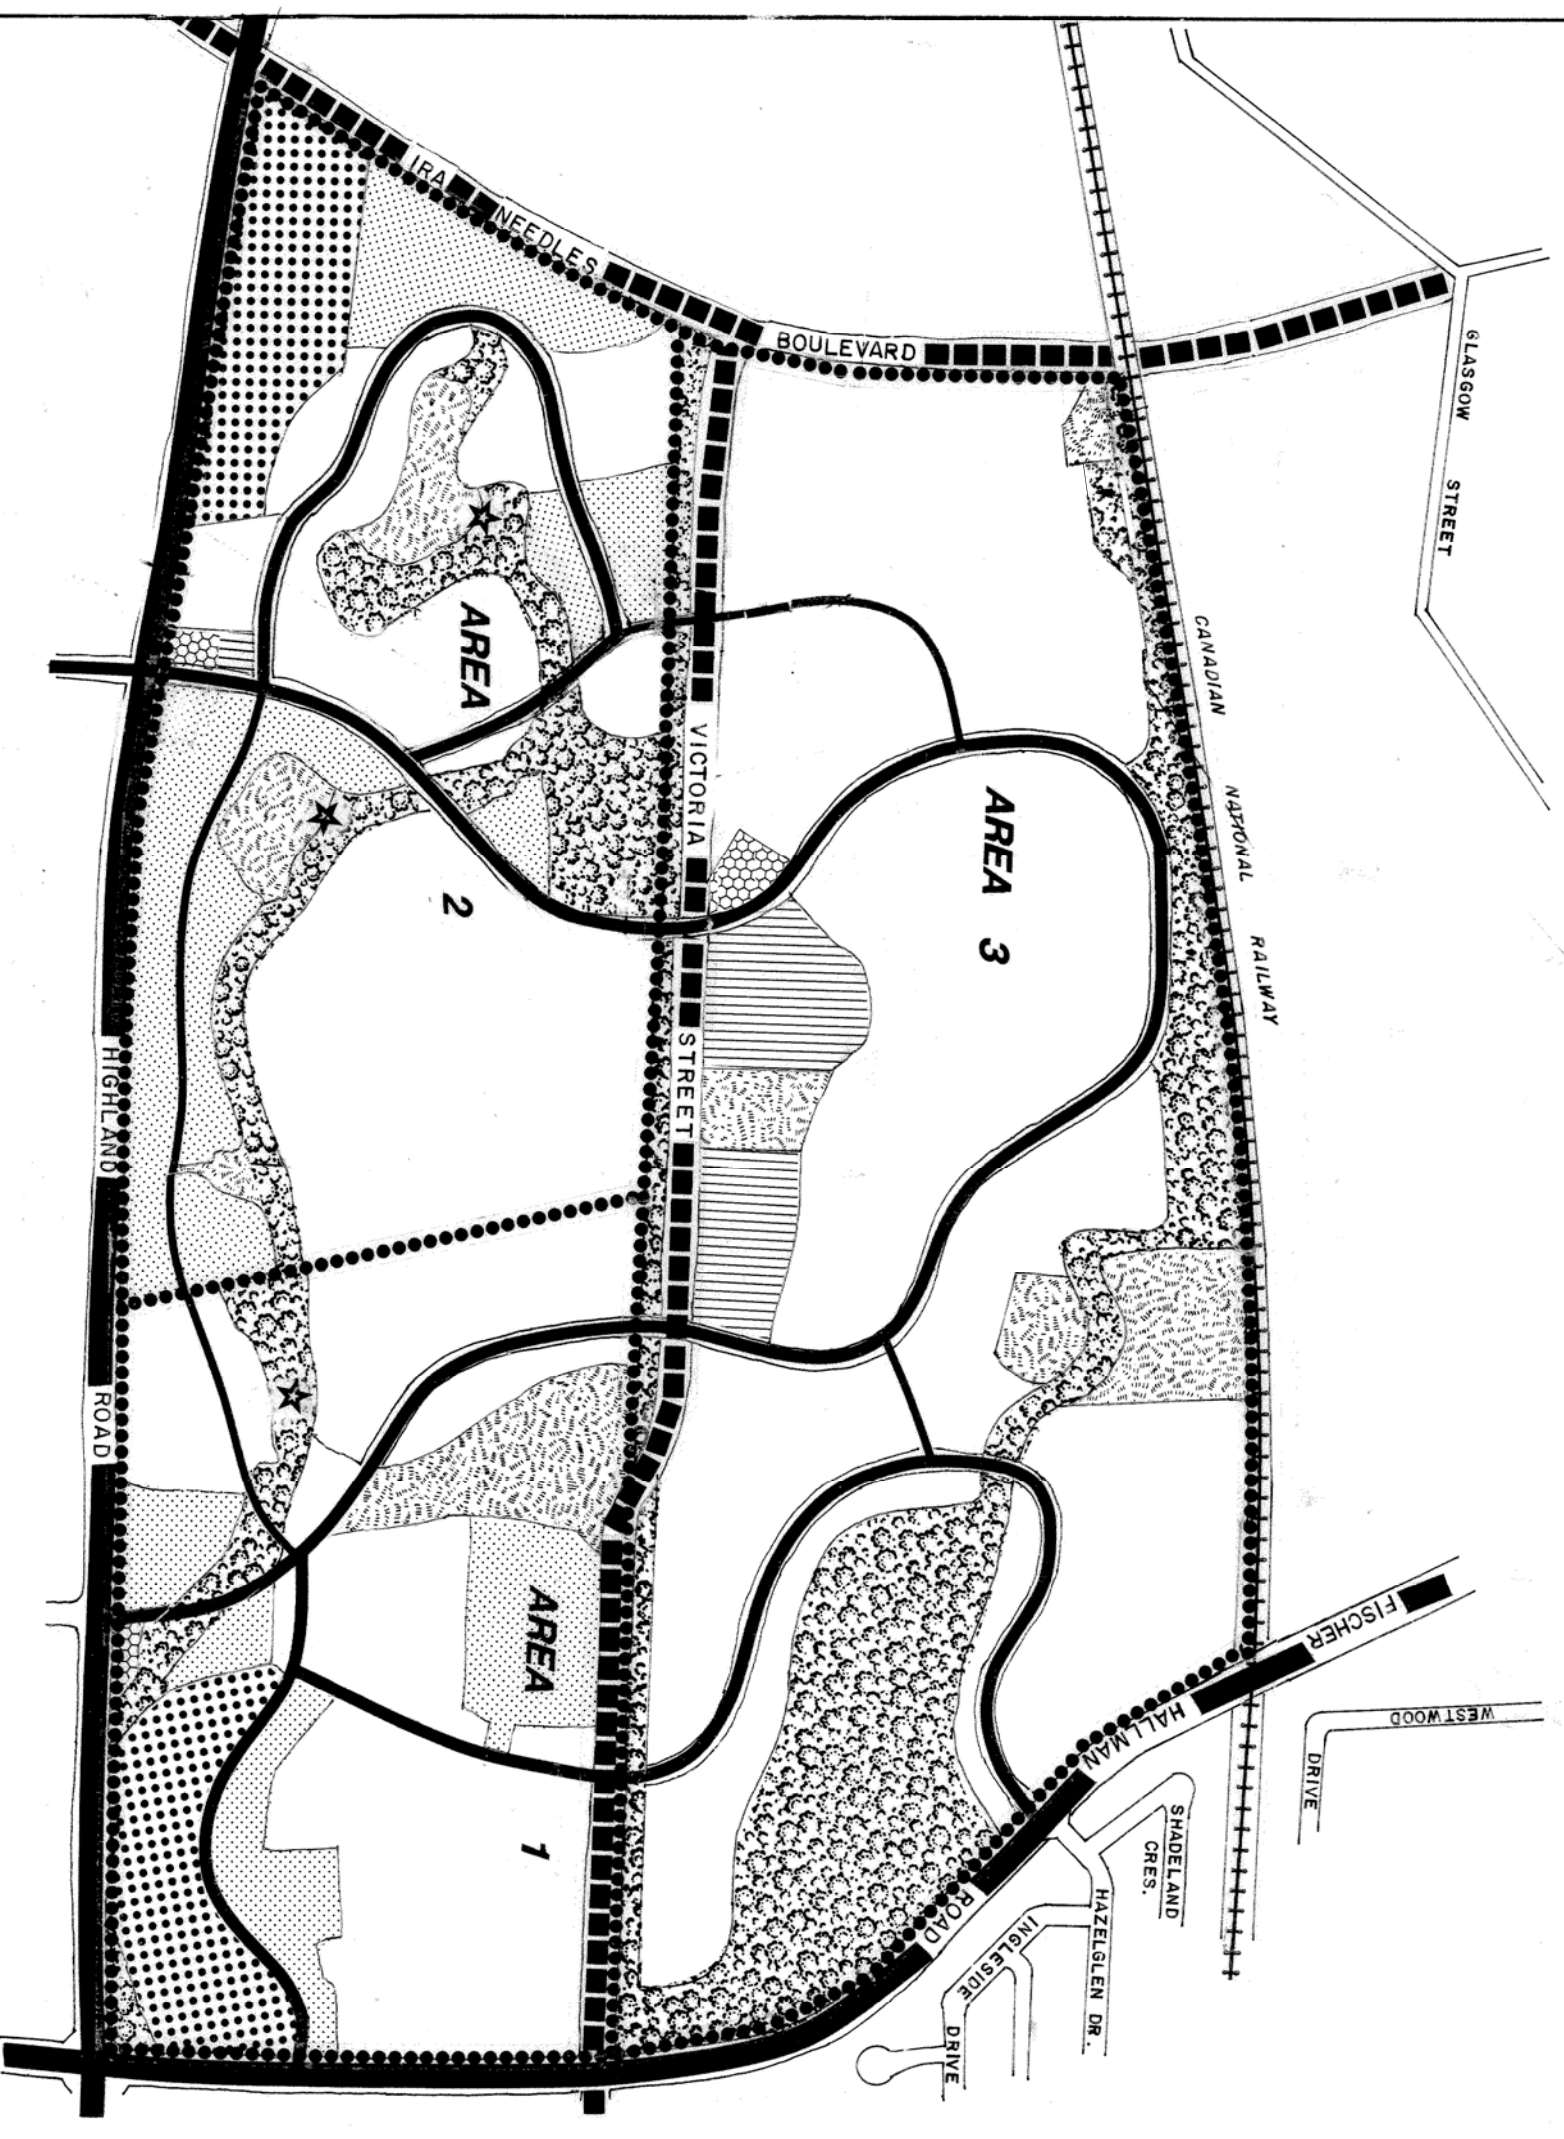 IRA NEEDLES BOULEVARD
GLASGOW STREET
CANADIAN NATIONAL RAILWAY
VICTORIA STREET
AREA 2
AREA 3
AREA 1
HIGHLAND ROAD
FISCHER HALLMAN ROAD
WESTWOOD DRIVE
SHADELAND
CRES.
HAZELGLEN DR.
INGLESIDE DRIVE